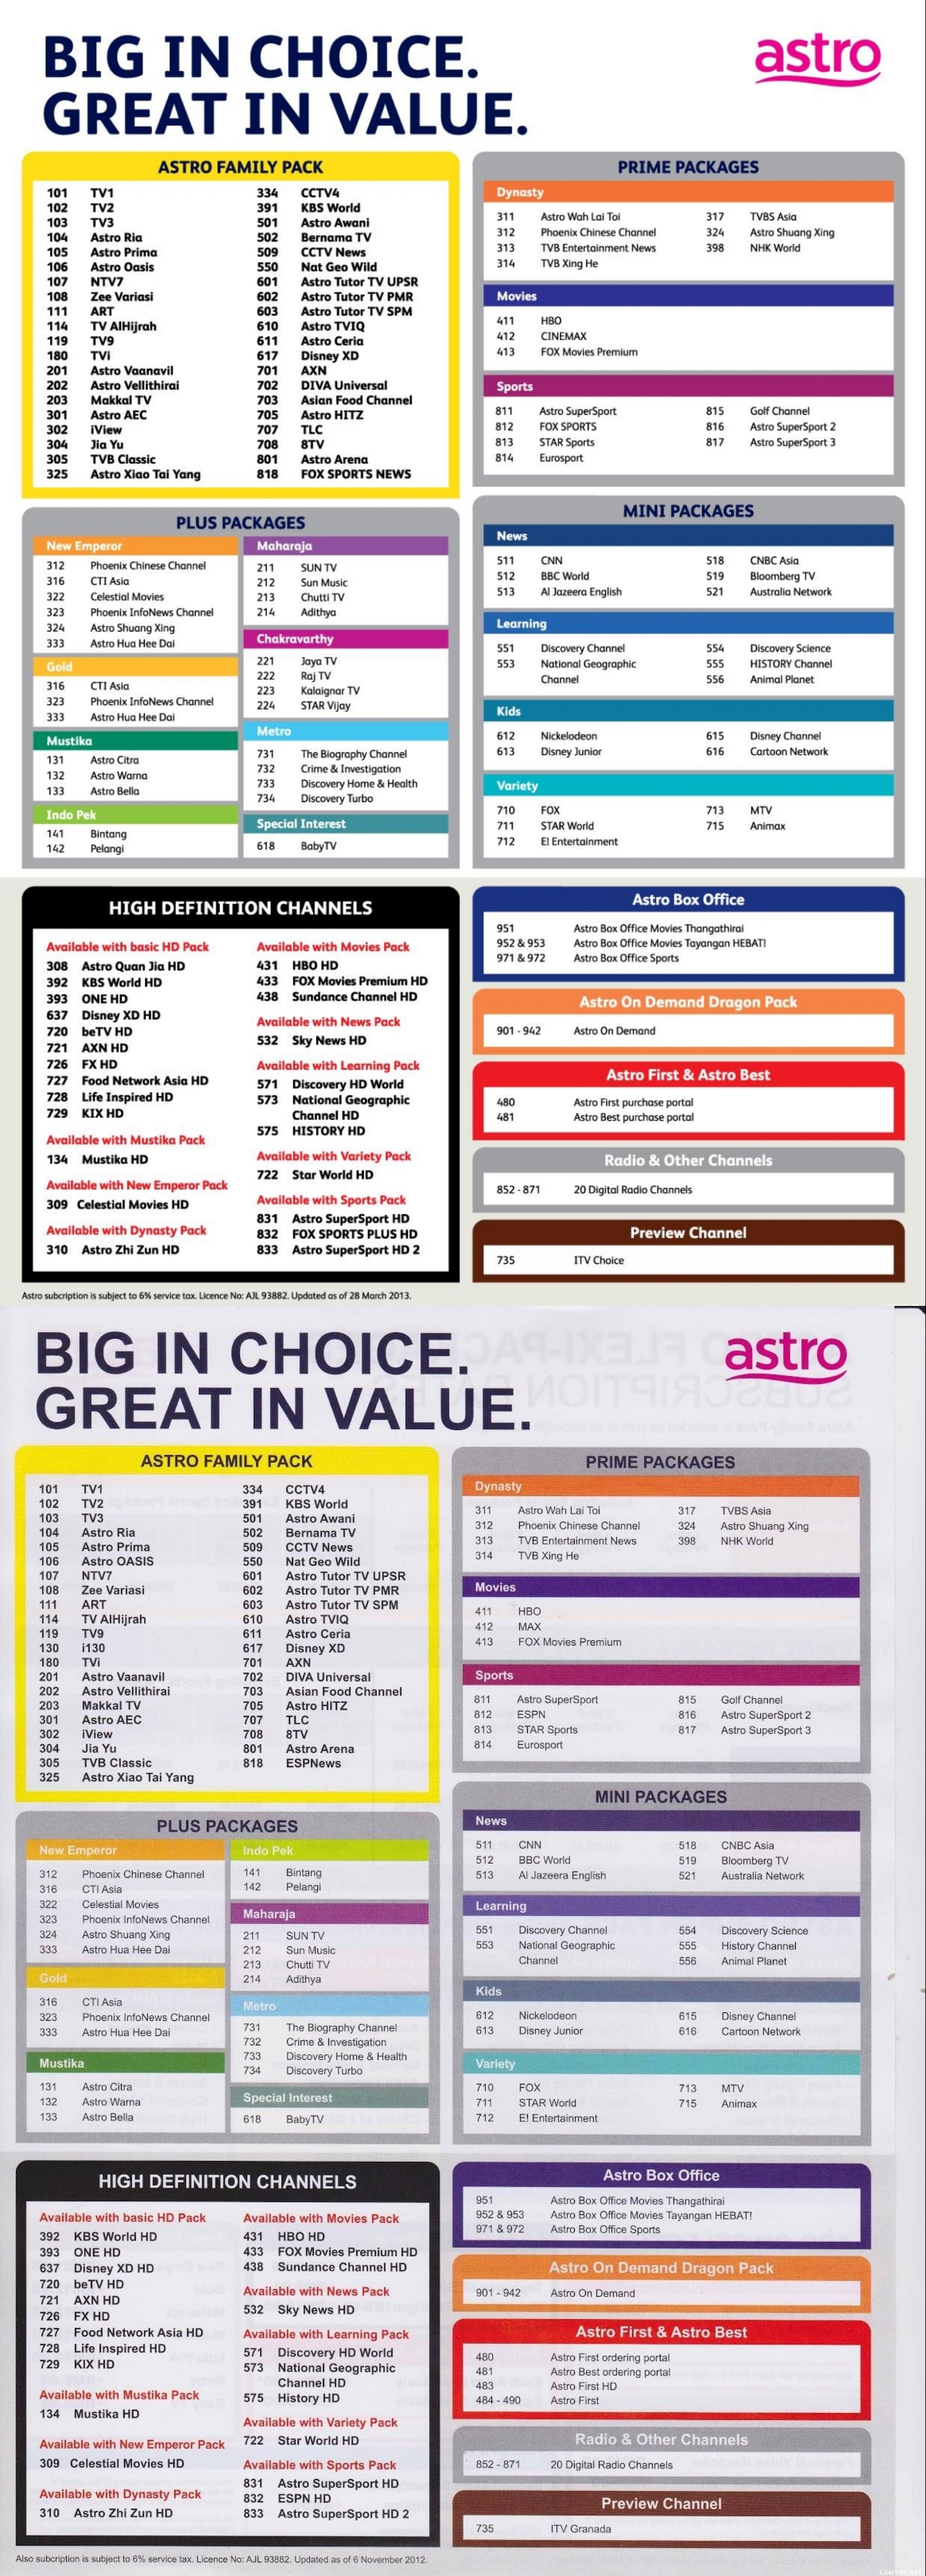 BIG IN CHOICE.
GREAT IN VALUE.
astro
ASTRO FAMILY PACK
101 TV1
102 TV2
103 TV3
104 Astro Ria
105 Astro Prima
106 Astro Oasis
107 NTV7
108 Zee Variasi
111 ART
114 TV AlHijrah
119 TV9
180 TVi
201 Astro Vaanavil
202 Astro Vellithirai
203 Makkal TV
301 Astro AEC
302 iView
304 Jia Yu
305 TVB Classic
325 Astro Xiao Tai Yang
334 CCTV4
391 KBS World
501 Astro Awani
502 Bernama TV
509 CCTV News
550 Nat Geo Wild
601 Astro Tutor TV UPSR
602 Astro Tutor TV PMR
603 Astro Tutor TV SPM
610 Astro TVIQ
611 Astro Ceria
617 Disney XD
701 AXN
702 DIVA Universal
703 Asian Food Channel
705 Astro HITZ
707 TLC
708 8TV
801 Astro Arena
818 FOX SPORTS NEWS
PRIME PACKAGES
Dynasty
311 Astro Wah Lai Toi
312 Phoenix Chinese Channel
313 TVB Entertainment News
314 TVB Xing He
317 TVBS Asia
324 Astro Shuang Xing
398 NHK World
Movies
411 HBO
412 CINEMAX
413 FOX Movies Premium
Sports
811 Astro SuperSport
812 FOX SPORTS
813 STAR Sports
814 Eurosport
815 Golf Channel
816 Astro SuperSport 2
817 Astro SuperSport 3
PLUS PACKAGES
New Emperor
312 Phoenix Chinese Channel
316 CTI Asia
322 Celestial Movies
323 Phoenix InfoNews Channel
324 Astro Shuang Xing
333 Astro Hua Hee Dai
Gold
316 CTI Asia
323 Phoenix InfoNews Channel
333 Astro Hua Hee Dai
Mustika
131 Astro Citra
132 Astro Warna
133 Astro Bella
Indo Pek
141 Bintang
142 Pelangi
Maharaja
211 SUN TV
212 Sun Music
213 Chutti TV
214 Adithya
Chakravarthy
221 Jaya TV
222 Raj TV
223 Kalaignar TV
224 STAR Vijay
Metro
731 The Biography Channel
732 Crime & Investigation
733 Discovery Home & Health
734 Discovery Turbo
Special Interest
618 BabyTV
MINI PACKAGES
News
511 CNN
512 BBC World
513 Al Jazeera English
518 CNBC Asia
519 Bloomberg TV
521 Australia Network
Learning
551 Discovery Channel
553 National Geographic
Channel
554 Discovery Science
555 HISTORY Channel
556 Animal Planet
Kids
612 Nickelodeon
613 Disney Junior
615 Disney Channel
616 Cartoon Network
Variety
710 FOX
711 STAR World
712 E! Entertainment
713 MTV
715 Animax
HIGH DEFINITION CHANNELS
Available with basic HD Pack
308 Astro Quan Jia HD
392 KBS World HD
393 ONE HD
637 Disney XD HD
720 beTV HD
721 AXN HD
726 FX HD
727 Food Network Asia HD
728 Life Inspired HD
729 KIX HD
Available with Mustika Pack
134 Mustika HD
Available with New Emperor Pack
309 Celestial Movies HD
Available with Dynasty Pack
310 Astro Zhi Zun HD
Available with Movies Pack
431 HBO HD
433 FOX Movies Premium HD
438 Sundance Channel HD
Available with News Pack
532 Sky News HD
Available with Learning Pack
571 Discovery HD World
573 National Geographic
Channel HD
575 HISTORY HD
Available with Variety Pack
722 Star World HD
Available with Sports Pack
831 Astro SuperSport HD
832 FOX SPORTS PLUS HD
833 Astro SuperSport HD 2
Astro Box Office
951 Astro Box Office Movies Thangathirai
952 & 953 Astro Box Office Movies Tayangan HEBAT!
971 & 972 Astro Box Office Sports
Astro On Demand Dragon Pack
901 - 942 Astro On Demand
Astro First & Astro Best
480 Astro First purchase portal
481 Astro Best purchase portal
Radio & Other Channels
852 - 871 20 Digital Radio Channels
Preview Channel
735 ITV Choice
Astro subcription is subject to 6% service tax. Licence No: AJL 93882. Updated as of 28 March 2013.
BIG IN CHOICE.
GREAT IN VALUE.
astro
ASTRO FAMILY PACK
101 TV1
102 TV2
103 TV3
104 Astro Ria
105 Astro Prima
106 Astro OASIS
107 NTV7
108 Zee Variasi
111 ART
114 TV AlHijrah
119 TV9
130 i130
180 TVi
201 Astro Vaanavil
202 Astro Vellithirai
203 Makkal TV
301 Astro AEC
302 iView
304 Jia Yu
305 TVB Classic
325 Astro Xiao Tai Yang
334 CCTV4
391 KBS World
501 Astro Awani
502 Bernama TV
509 CCTV News
550 Nat Geo Wild
601 Astro Tutor TV UPSR
602 Astro Tutor TV PMR
603 Astro Tutor TV SPM
610 Astro TVIQ
611 Astro Ceria
617 Disney XD
701 AXN
702 DIVA Universal
703 Asian Food Channel
705 Astro HITZ
707 TLC
708 8TV
801 Astro Arena
818 ESPNews
PRIME PACKAGES
Dynasty
311 Astro Wah Lai Toi
312 Phoenix Chinese Channel
313 TVB Entertainment News
314 TVB Xing He
317 TVBS Asia
324 Astro Shuang Xing
398 NHK World
Movies
411 HBO
412 MAX
413 FOX Movies Premium
Sports
811 Astro SuperSport
812 ESPN
813 STAR Sports
814 Eurosport
815 Golf Channel
816 Astro SuperSport 2
817 Astro SuperSport 3
PLUS PACKAGES
New Emperor
312 Phoenix Chinese Channel
316 CTI Asia
322 Celestial Movies
323 Phoenix InfoNews Channel
324 Astro Shuang Xing
333 Astro Hua Hee Dai
Gold
316 CTI Asia
323 Phoenix InfoNews Channel
333 Astro Hua Hee Dai
Mustika
131 Astro Citra
132 Astro Warna
133 Astro Bella
Indo Pek
141 Bintang
142 Pelangi
Maharaja
211 SUN TV
212 Sun Music
213 Chutti TV
214 Adithya
Metro
731 The Biography Channel
732 Crime & Investigation
733 Discovery Home & Health
734 Discovery Turbo
Special Interest
618 BabyTV
MINI PACKAGES
News
511 CNN
512 BBC World
513 Al Jazeera English
518 CNBC Asia
519 Bloomberg TV
521 Australia Network
Learning
551 Discovery Channel
553 National Geographic
Channel
554 Discovery Science
555 History Channel
556 Animal Planet
Kids
612 Nickelodeon
613 Disney Junior
615 Disney Channel
616 Cartoon Network
Variety
710 FOX
711 STAR World
712 E! Entertainment
713 MTV
715 Animax
HIGH DEFINITION CHANNELS
Available with basic HD Pack
392 KBS World HD
393 ONE HD
637 Disney XD HD
720 beTV HD
721 AXN HD
726 FX HD
727 Food Network Asia HD
728 Life Inspired HD
729 KIX HD
Available with Mustika Pack
134 Mustika HD
Available with New Emperor Pack
309 Celestial Movies HD
Available with Dynasty Pack
310 Astro Zhi Zun HD
Available with Movies Pack
431 HBO HD
433 FOX Movies Premium HD
438 Sundance Channel HD
Available with News Pack
532 Sky News HD
Available with Learning Pack
571 Discovery HD World
573 National Geographic
Channel HD
575 History HD
Available with Variety Pack
722 Star World HD
Available with Sports Pack
831 Astro SuperSport HD
832 ESPN HD
833 Astro SuperSport HD 2
Astro Box Office
951 Astro Box Office Movies Thangathirai
952 & 953 Astro Box Office Movies Tayangan HEBAT!
971 & 972 Astro Box Office Sports
Astro On Demand Dragon Pack
901 - 942 Astro On Demand
Astro First & Astro Best
480 Astro First ordering portal
481 Astro Best ordering portal
483 Astro First HD
484 - 490 Astro First
Radio & Other Channels
852 - 871 20 Digital Radio Channels
Preview Channel
735 ITV Granada
Also subcription is subject to 6% service tax. Licence No: AJL 93882. Updated as of 6 November 2012.